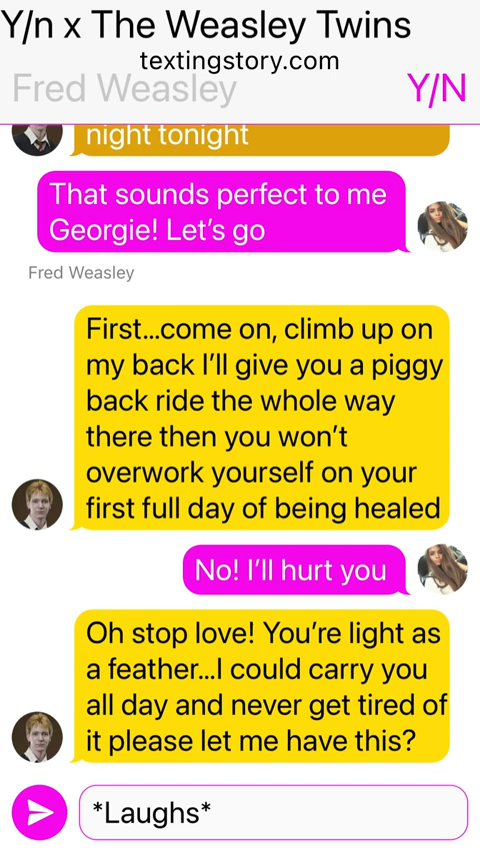 Y/n x The Weasley Twins
textingstory.com
Fred Weasley Y/N
night tonight
That sounds perfect to me
Georgie! Let's go
Fred Weasley
First...come on, climb up on
my back I'll give you a piggy
back ride the whole way
there then you won't
overwork yourself on your
first full day of being healed
No! I'll hurt you
Oh stop love! You're light as
a feather...I could carry you
all day and never get tired of
it please let me have this?
*Laughs*